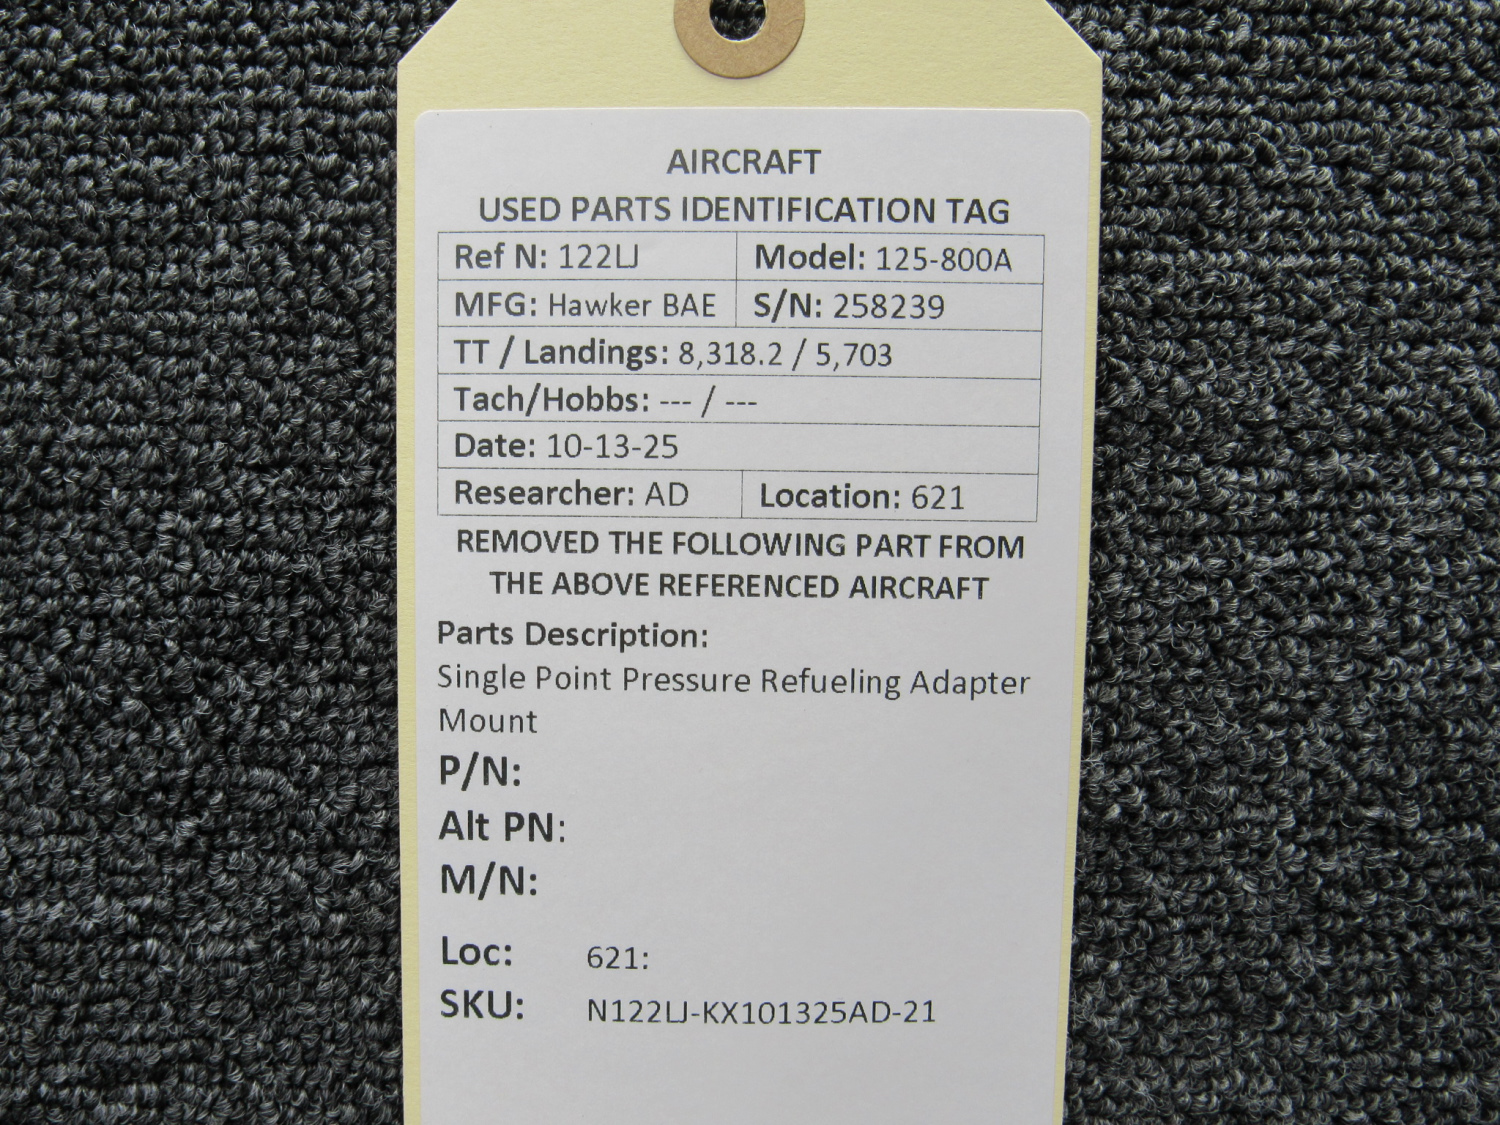 AIRCRAFT
USED PARTS IDENTIFICATION TAG
Ref N: 122LJ Model: 125-800A
MFG: Hawker BAE S/N: 258239
TT / Landings: 8,318.2 / 5,703
Tach/Hobbs: --- / ---
Date: 10-13-25
Researcher: AD Location: 621
REMOVED THE FOLLOWING PART FROM
THE ABOVE REFERENCED AIRCRAFT
Parts Description:
Single Point Pressure Refueling Adapter
Mount
P/N:
Alt PN:
M/N:
Loc: 621:
SKU: N122LJ-KX101325AD-21